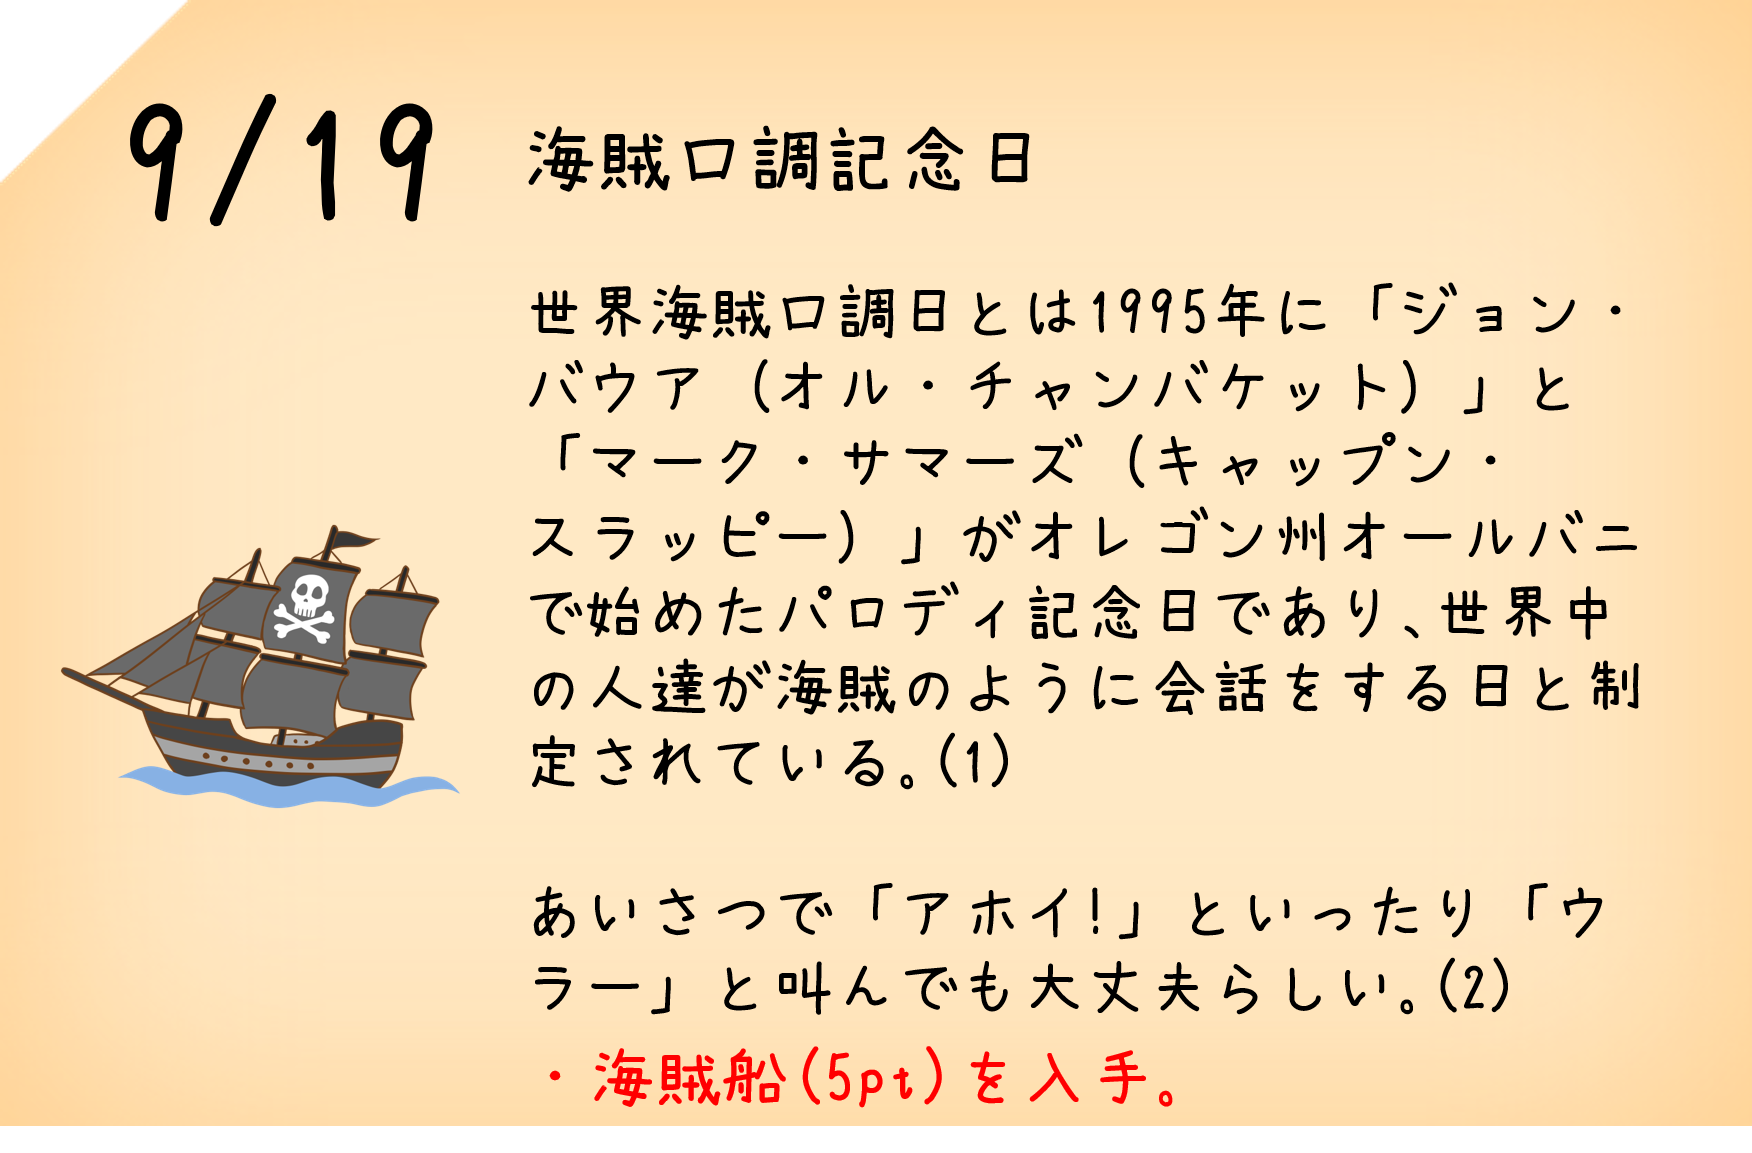 9/19
海賊口調記念日
世界海賊口調日とは1995年に「ジョン・
バウア（オル・チャンバケット）」と
「マーク・サマーズ（キャップン・
スラッピー）」がオレゴン州オールバニ
で始めたパロディ記念日であり、世界中
の人達が海賊のように会話をする日と制
定されている。(1)
あいさつで「アホイ!」といったり「ウ
ラー」と叫んでも大丈夫らしい。(2)
・海賊船(5pt)を入手。